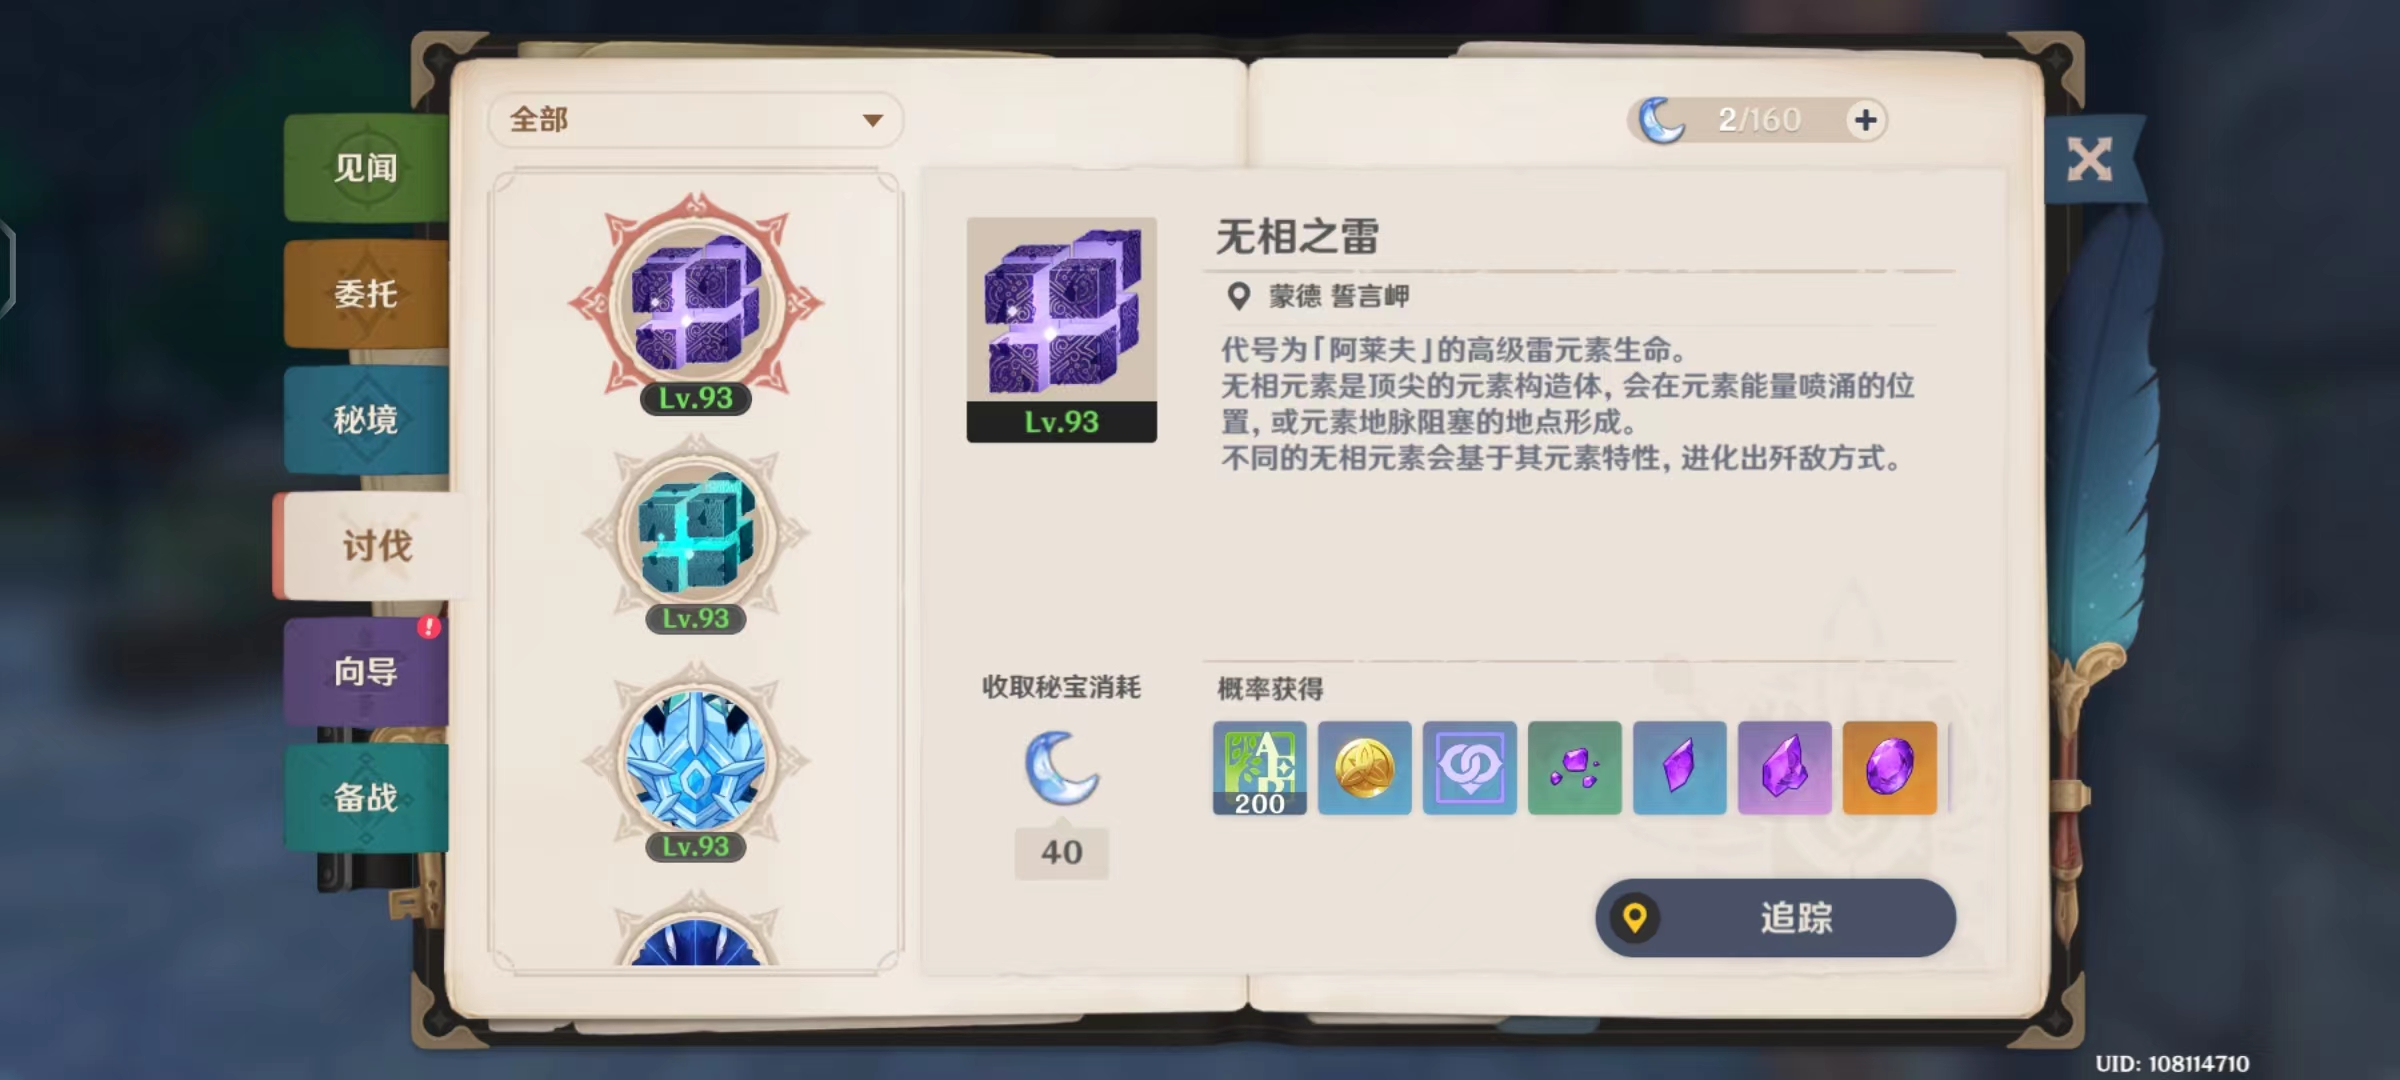 全部
2/160
见闻
委托
秘境
讨伐
向导
备战
Lv.93
Lv.93
Lv.93
Lv.93
无相之雷
蒙德 誓言岬
代号为「阿莱夫」的高级雷元素生命。
无相元素是顶尖的元素构造体，会在元素能量喷涌的位
置，或元素地脉阻塞的地点形成。
不同的无相元素会基于其元素特性，进化出歼敌方式。
收取秘宝消耗
40
概率获得
200
追踪
UID: 108114710